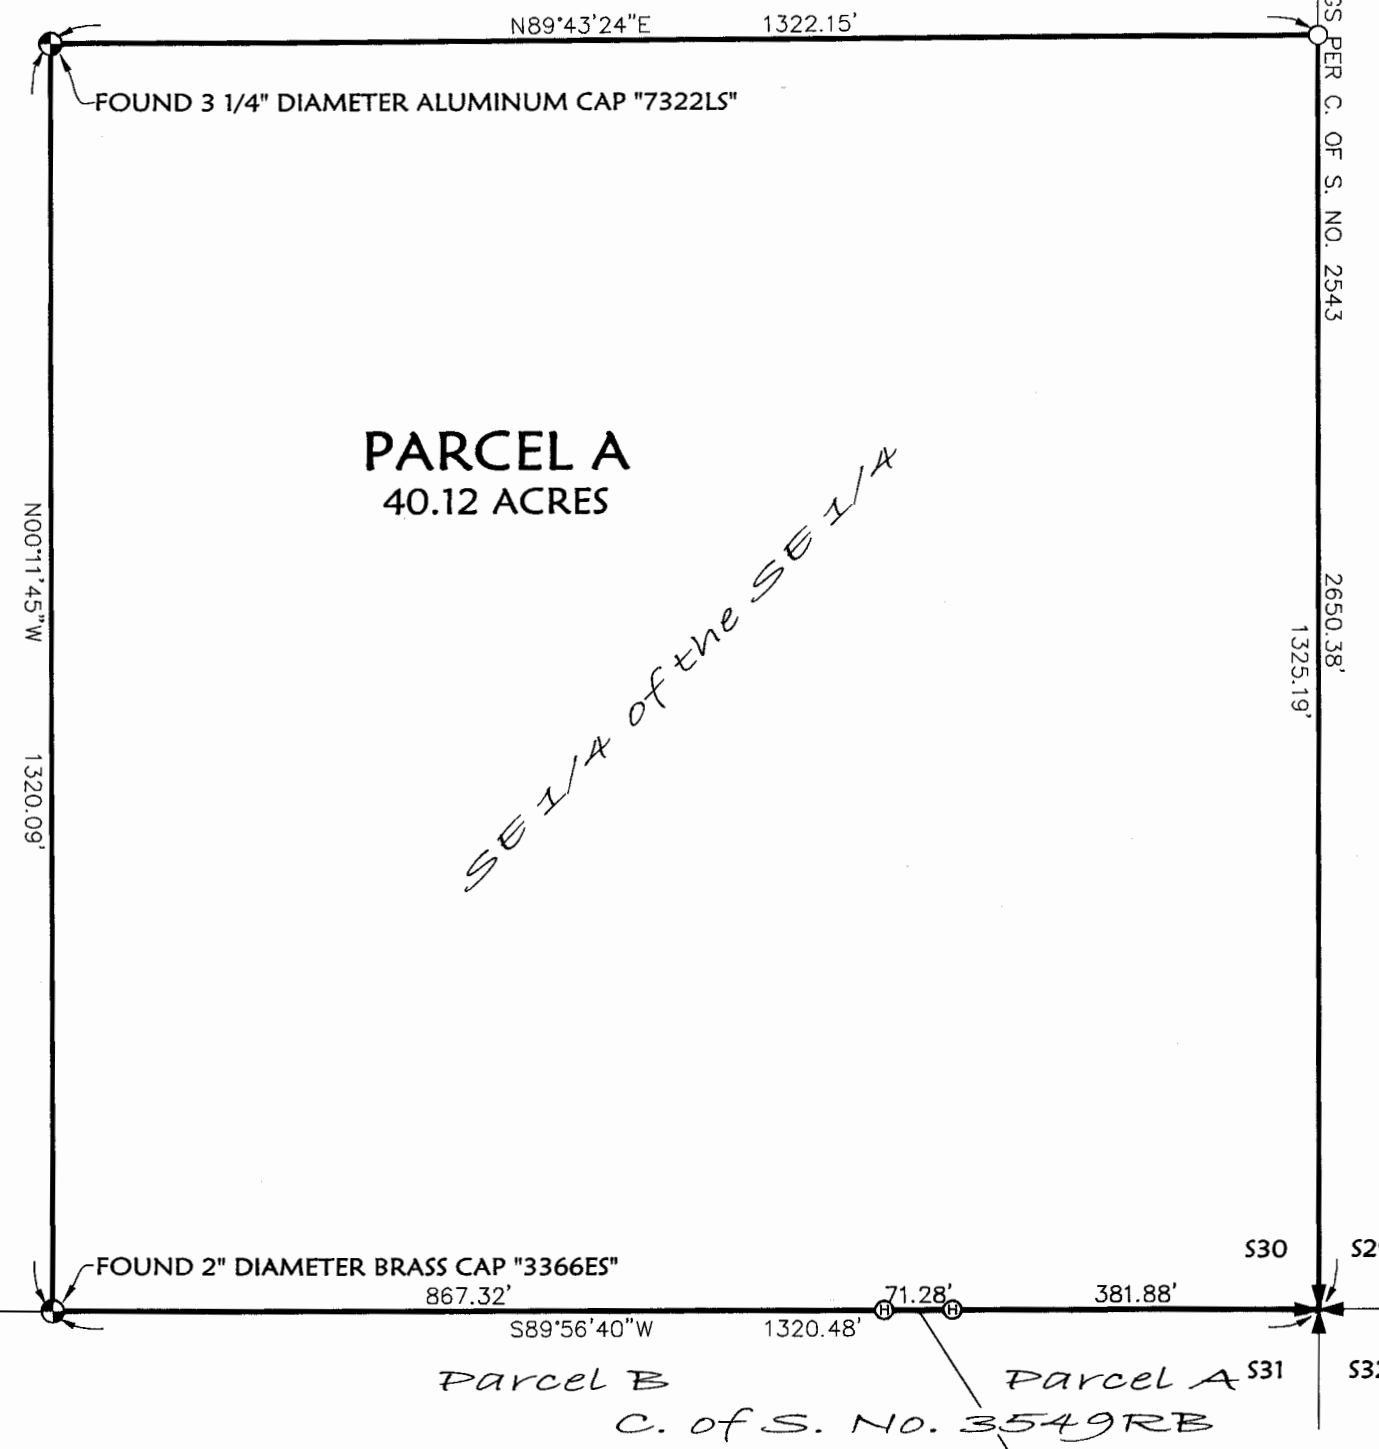 N89°43'24"E 1322.15'
FOUND 3 1/4" DIAMETER ALUMINUM CAP "7322LS"
PER C. OF S. NO. 2543
PARCEL A
40.12 ACRES
SE 1/4 of the SE 1/4
N00°11'45"W 1320.09'
2650.38'
1325.19'
S30
FOUND 2" DIAMETER BRASS CAP "3366ES"
867.32' 71.28' 381.88'
H H
S89°56'40"W 1320.48'
Parcel B Parcel A S31
C. of S. No. 3549RB